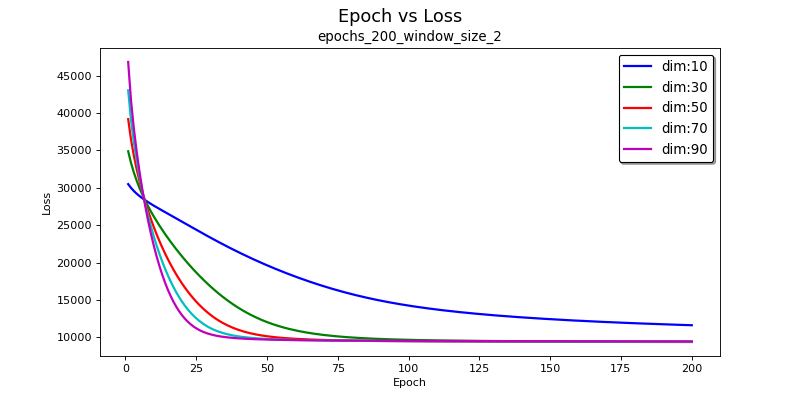 Epoch vs Loss
epochs_200_window_size_2
dim:10
dim:30
dim:50
dim:70
dim:90
Loss
45000
40000
35000
30000
25000
20000
15000
10000
0 25 50 75 100 125 150 175 200
Epoch